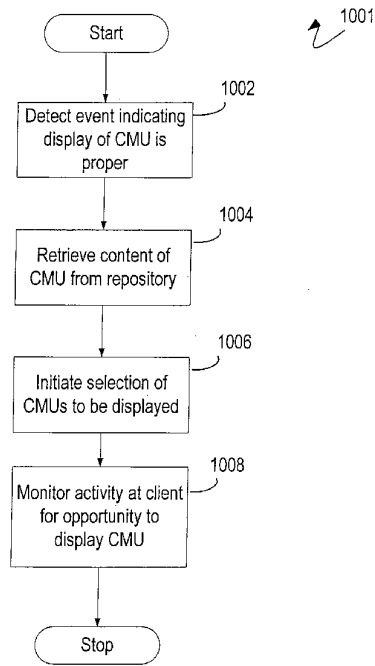 Start
1001
1002
Detect event indicating
display of CMU is
proper
1004
Retrieve content of
CMU from repository
1006
Initiate selection of
CMUs to be displayed
1008
Monitor activity at client
for opportunity to
display CMU
Stop